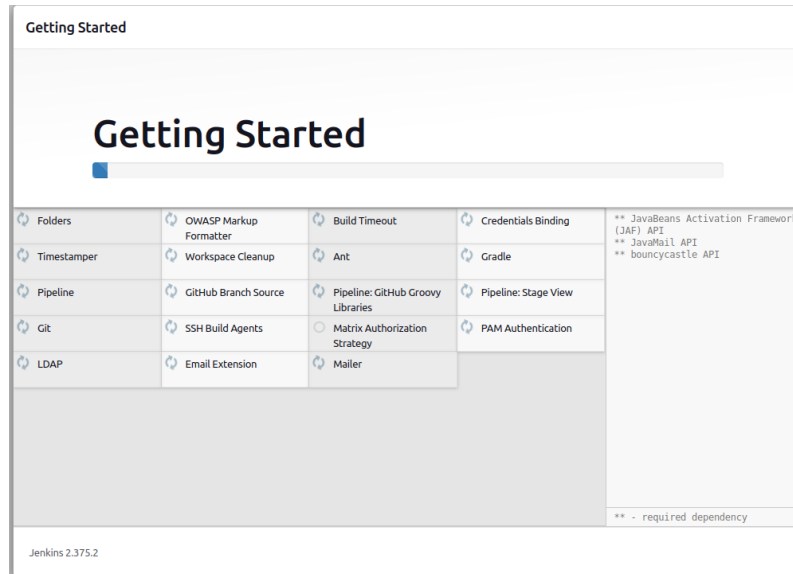 Getting Started
Getting Started
Folders
OWASP Markup
Formatter
Build Timeout
Credentials Binding
Timestamper
Workspace Cleanup
Ant
Gradle
Pipeline
GitHub Branch Source
Pipeline: GitHub Groovy
Libraries
Pipeline: Stage View
Git
SSH Build Agents
Matrix Authorization
Strategy
PAM Authentication
LDAP
Email Extension
Mailer
** JavaBeans Activation Framework
(JAF) API
** JavaMail API
** bouncycastle API
** - required dependency
Jenkins 2.375.2